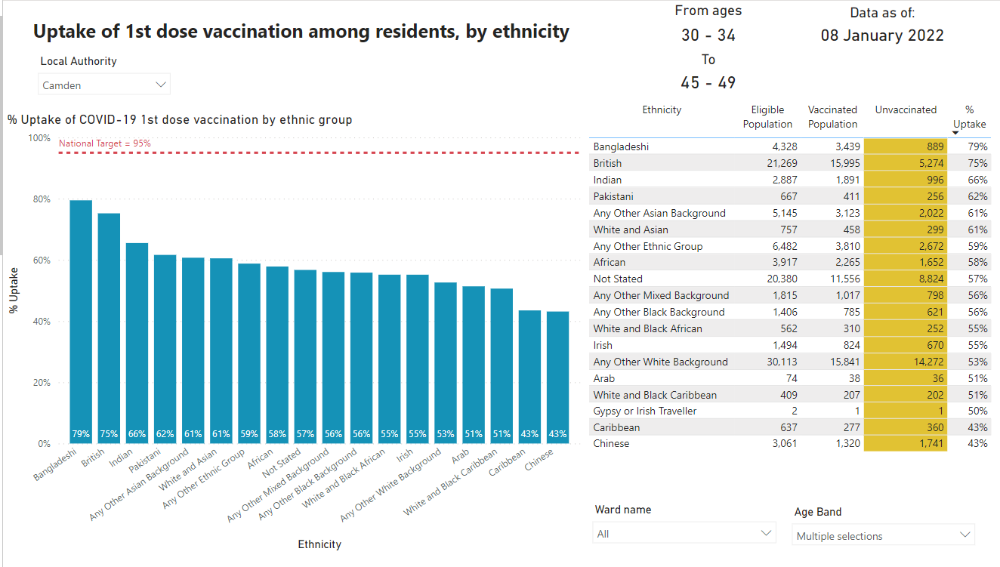 Uptake of 1st dose vaccination among residents, by ethnicity
From ages
30 - 34
To
45 - 49
Data as of:
08 January 2022
Local Authority
Camden
% Uptake of COVID-19 1st dose vaccination by ethnic group
100%
National Target = 95%
80%
60%
40%
20%
0%
% Uptake
79% 75% 66% 62% 61% 61% 59% 58% 57% 56% 56% 55% 55% 53% 51% 51% 43% 43%
Bangladeshi
British
Indian
Pakistani
Any Other Asian Background
White and Asian
Any Other Ethnic Group
African
Not Stated
Any Other Mixed Background
Any Other Black Background
White and Black African
Irish
Any Other White Background
Arab
White and Black Caribbean
Caribbean
Chinese
Ethnicity
Ethnicity Eligible Population Vaccinated Population Unvaccinated % Uptake
Bangladeshi 4,328 3,439 889 79%
British 21,269 15,995 5,274 75%
Indian 2,887 1,891 996 66%
Pakistani 667 411 256 62%
Any Other Asian Background 5,145 3,123 2,022 61%
White and Asian 757 458 299 61%
Any Other Ethnic Group 6,482 3,810 2,672 59%
African 3,917 2,265 1,652 58%
Not Stated 20,380 11,556 8,824 57%
Any Other Mixed Background 1,815 1,017 798 56%
Any Other Black Background 1,406 785 621 56%
White and Black African 562 310 252 55%
Irish 1,494 824 670 55%
Any Other White Background 30,113 15,841 14,272 53%
Arab 74 38 36 51%
White and Black Caribbean 409 207 202 51%
Gypsy or Irish Traveller 2 1 1 50%
Caribbean 637 277 360 43%
Chinese 3,061 1,320 1,741 43%
Ward name
All
Age Band
Multiple selections